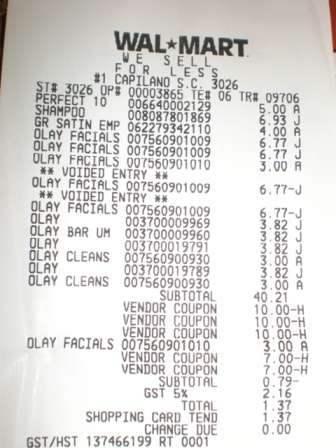 WAL★MART
WE SELL
FOR LESS
#1 CAPILANO S.C. 3026
ST# 3026 OP# 00003865 TE# 06 TR# 09706
PERFECT 10 006640002129 5.00 A
SHAMPOO 008087801869 6.93 J
GR SATIN EMP 062279342110 4.00 A
OLAY FACIALS 007560901009 6.77 J
OLAY FACIALS 007560901009 6.77 J
OLAY FACIALS 007560901010 3.00 A
** VOIDED ENTRY **
OLAY FACIALS 007560901009 6.77-J
** VOIDED ENTRY **
OLAY FACIALS 007560901009 6.77-J
OLAY 003700009969 3.82 J
OLAY BAR UM 003700009960 3.82 J
OLAY 003700019791 3.82 J
OLAY CLEANS 007560900930 3.00 A
OLAY 003700019789 3.82 J
OLAY CLEANS 007560900930 3.00 A
SUBTOTAL 40.21
VENDOR COUPON 10.00-H
VENDOR COUPON 10.00-H
VENDOR COUPON 10.00-H
OLAY FACIALS 007560901010 3.00 A
VENDOR COUPON 7.00-H
VENDOR COUPON 7.00-H
SUBTOTAL 0.79-
GST 5% 2.16
TOTAL 1.37
SHOPPING CARD TEND 1.37
CHANGE DUE 0.00
GST/HST 137466199 RT 0001